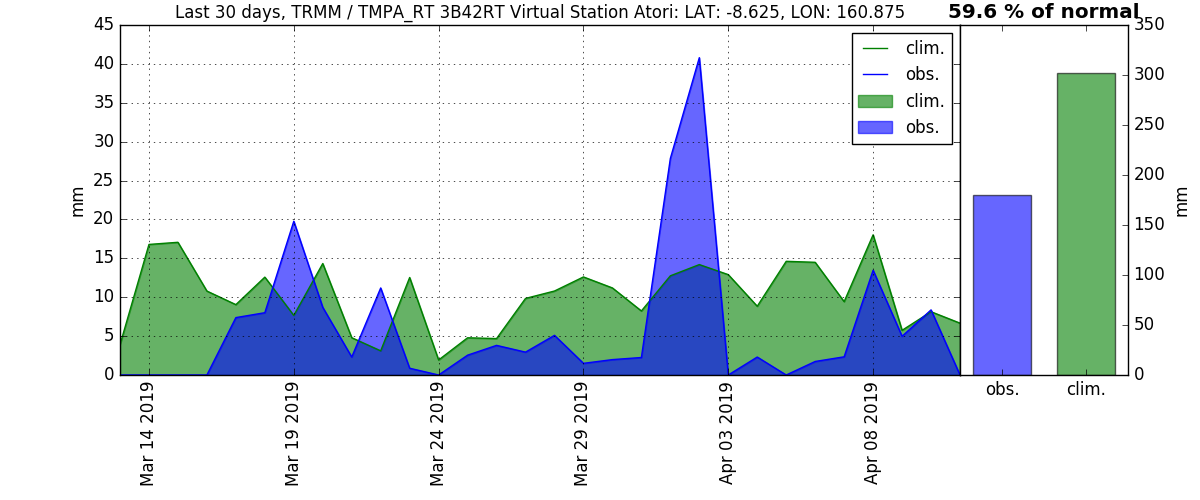 Last 30 days, TRMM / TMPA_RT 3B42RT Virtual Station Atori: LAT: -8.625, LON: 160.875
59.6 % of normal
45
40
35
30
25
20
15
10
5
0
mm
clim.
obs.
clim.
obs.
350
300
250
200
150
100
50
0
mm
obs.
clim.
Mar 14 2019
Mar 19 2019
Mar 24 2019
Mar 29 2019
Apr 03 2019
Apr 08 2019